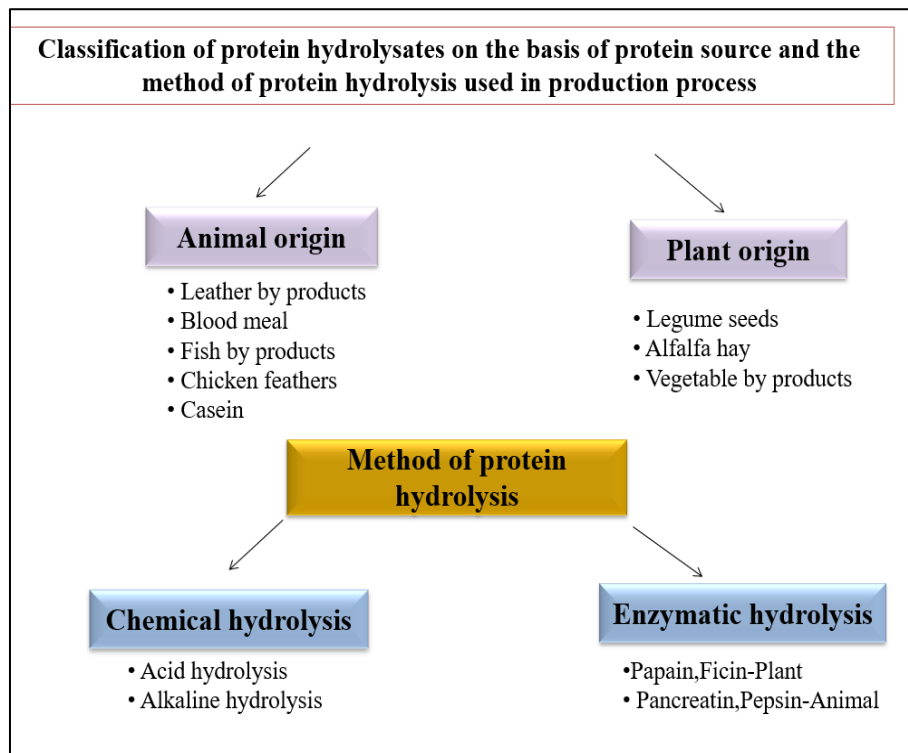 Classification of protein hydrolysates on the basis of protein source and the
method of protein hydrolysis used in production process
Animal origin
• Leather by products
• Blood meal
• Fish by products
• Chicken feathers
• Casein
Plant origin
• Legume seeds
• Alfalfa hay
• Vegetable by products
Method of protein
hydrolysis
Chemical hydrolysis
• Acid hydrolysis
• Alkaline hydrolysis
Enzymatic hydrolysis
•Papain,Ficin-Plant
• Pancreatin,Pepsin-Animal